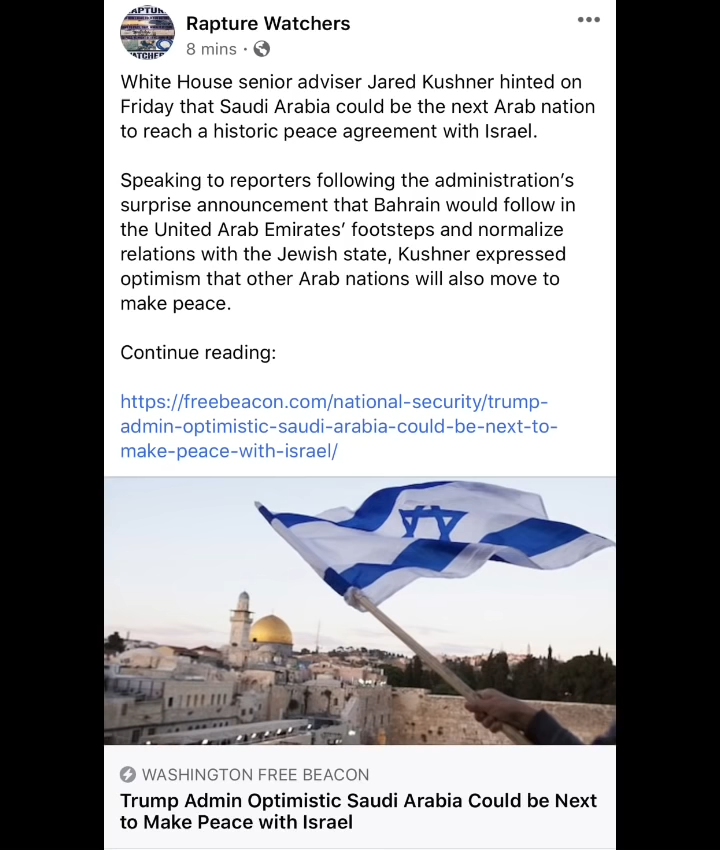 RAPTURE
WATCHERS
Rapture Watchers
8 mins ·
White House senior adviser Jared Kushner hinted on
Friday that Saudi Arabia could be the next Arab nation
to reach a historic peace agreement with Israel.
Speaking to reporters following the administration’s
surprise announcement that Bahrain would follow in
the United Arab Emirates’ footsteps and normalize
relations with the Jewish state, Kushner expressed
optimism that other Arab nations will also move to
make peace.
Continue reading:
https://freebeacon.com/national-security/trump-
admin-optimistic-saudi-arabia-could-be-next-to-
make-peace-with-israel/
WASHINGTON FREE BEACON
Trump Admin Optimistic Saudi Arabia Could be Next
to Make Peace with Israel